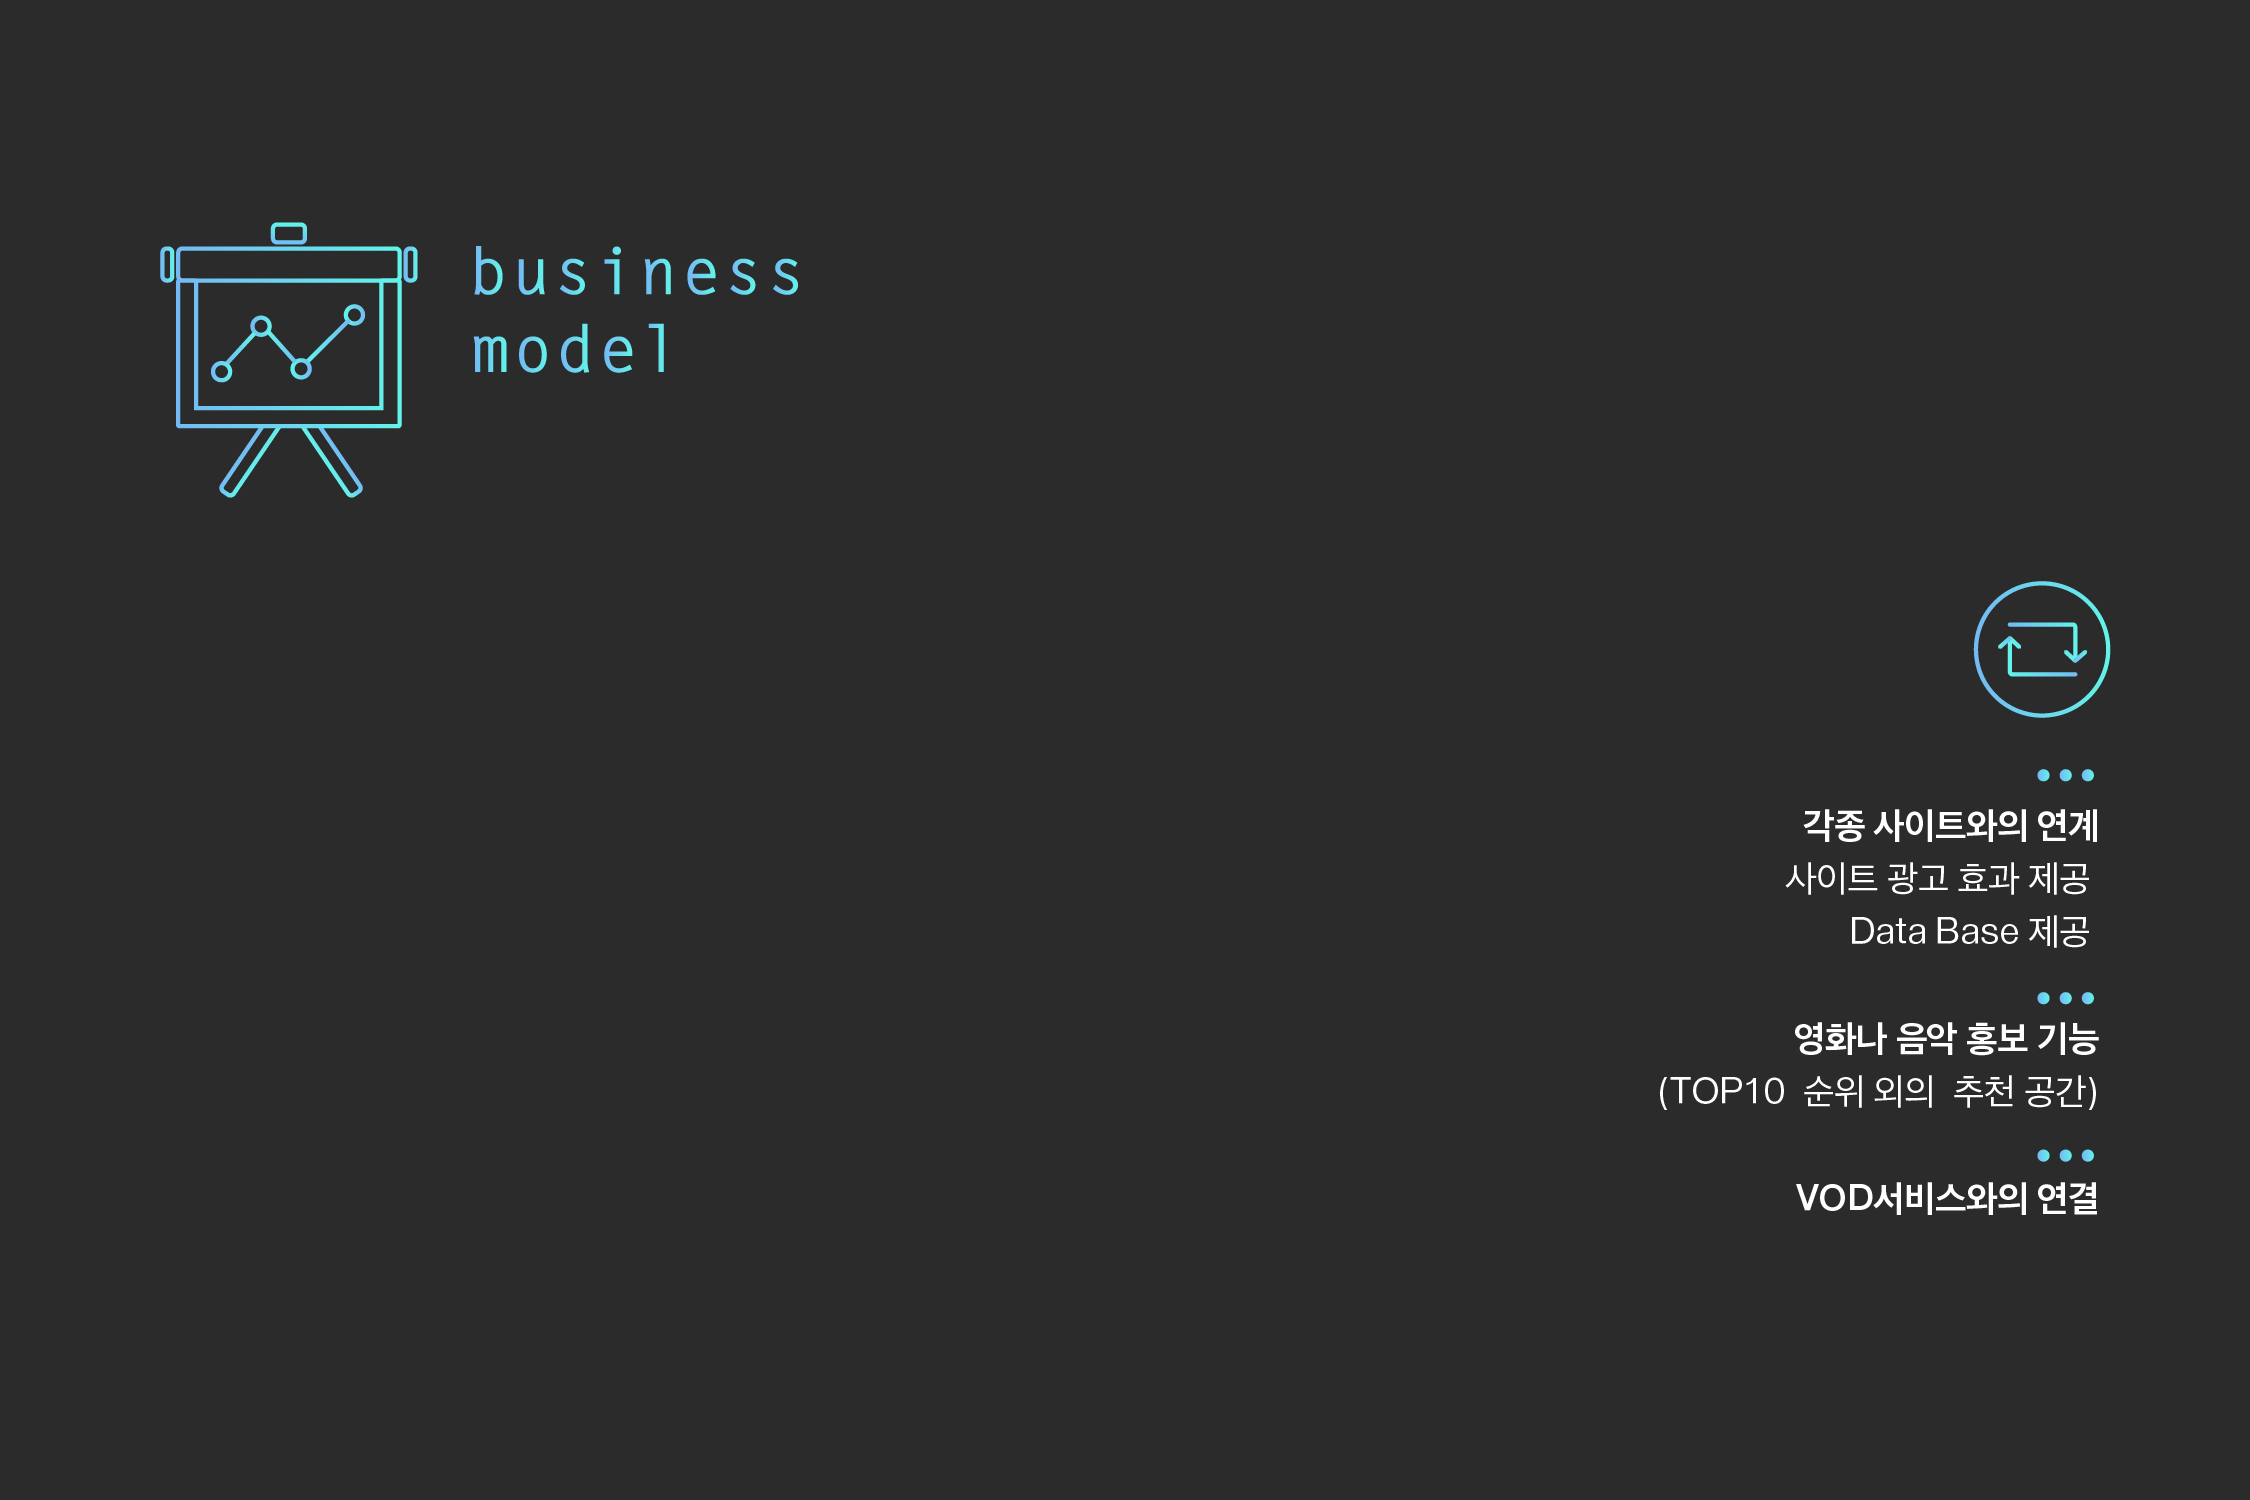 business
model
각종 사이트와의 연계
사이트 광고 효과 제공
Data Base 제공
영화나 음악 홍보 기능
(TOP10 순위 외의 추천 공간)
VOD서비스와의 연결